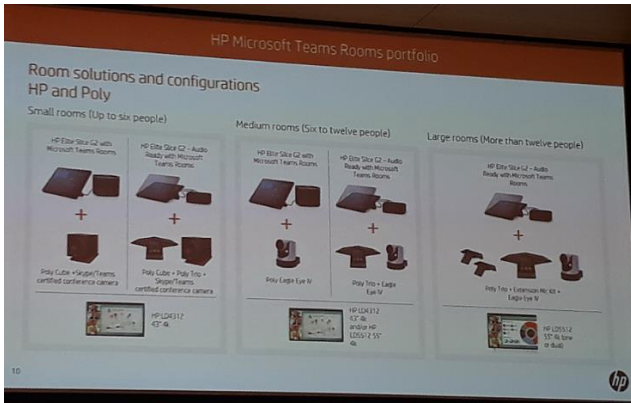 HP Microsoft Teams Rooms portfolio
Room solutions and configurations
HP and Poly
Small rooms (Up to six people)
HP Elite Slice G2 with
Microsoft Teams Rooms
HP Elite Slice G2 - Audio
Ready with Microsoft
Teams Rooms
+
+
Poly Cube +Skype/Teams
certified conference camera
Poly Cube + Poly Trio +
Skype/Teams
certified conference camera
HP LD4312
43" 4k
Medium rooms (Six to twelve people)
HP Elite Slice G2 with
Microsoft Teams Rooms
HP Elite Slice G2 - Audio
Ready with Microsoft
Teams Rooms
+
+
Poly Eagle Eye IV
Poly Trio + Eagle
Eye IV
HP LD4312
43" 4k
and/or HP
LD5512 55"
4k
Large rooms (More than twelve people)
HP Elite Slice G2 - Audio
Ready with Microsoft Teams
Rooms
+
Poly Trio + Extension Mic Kit +
Eagle Eye IV
HP LD5512
55" 4k (one
or dual)
10
hp